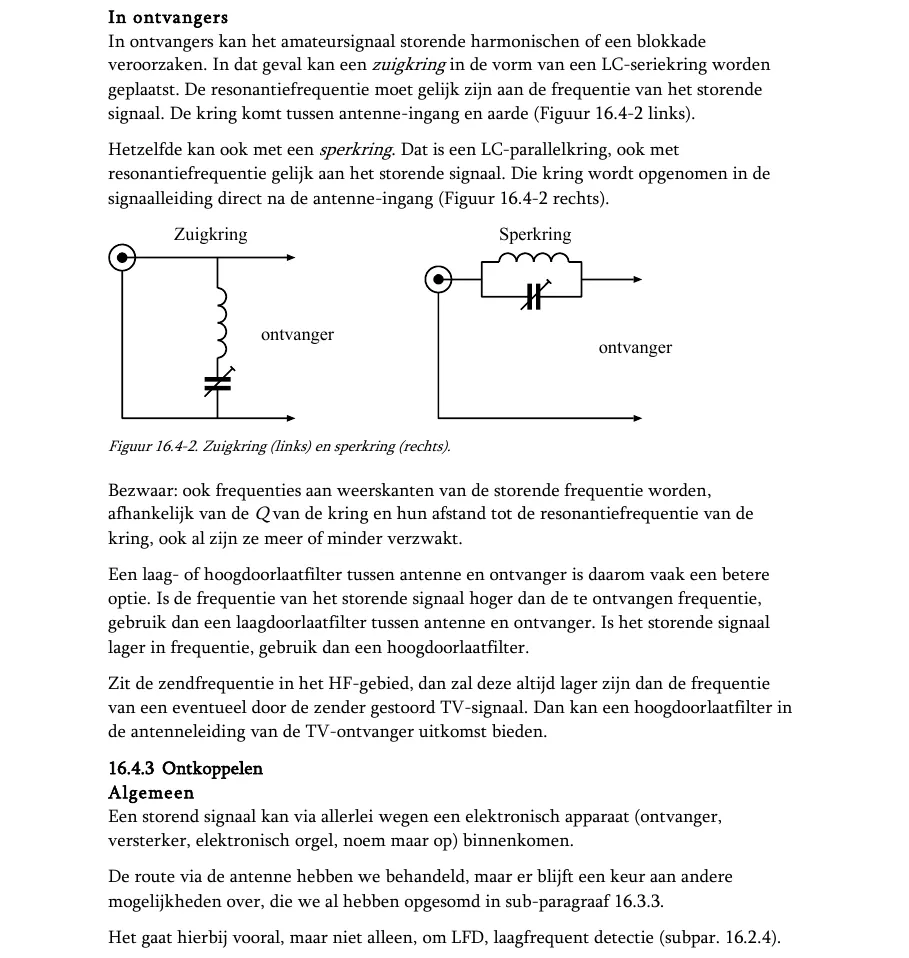 In ontvangers
In ontvangers kan het amateursignaal storende harmonischen of een blokkade
veroorzaken. In dat geval kan een zuigkring in de vorm van een LC-seriekring worden
geplaatst. De resonantiefrequentie moet gelijk zijn aan de frequentie van het storende
signaal. De kring komt tussen antenne-ingang en aarde (Figuur 16.4-2 links).
Hetzelfde kan ook met een sperkring. Dat is een LC-parallelkring, ook met
resonantiefrequentie gelijk aan het storende signaal. Die kring wordt opgenomen in de
signaalleiding direct na de antenne-ingang (Figuur 16.4-2 rechts).
Zuigkring
ontvanger
Sperkring
ontvanger
Figuur 16.4-2. Zuigkring (links) en sperkring (rechts).
Bezwaar: ook frequenties aan weerskanten van de storende frequentie worden,
afhankelijk van de Q van de kring en hun afstand tot de resonantiefrequentie van de
kring, ook al zijn ze meer of minder verzwakt.
Een laag- of hoogdoorlaatfilter tussen antenne en ontvanger is daarom vaak een betere
optie. Is de frequentie van het storende signaal hoger dan de te ontvangen frequentie,
gebruik dan een laagdoorlaatfilter tussen antenne en ontvanger. Is het storende signaal
lager in frequentie, gebruik dan een hoogdoorlaatfilter.
Zit de zendfrequentie in het HF-gebied, dan zal deze altijd lager zijn dan de frequentie
van een eventueel door de zender gestoord TV-signaal. Dan kan een hoogdoorlaatfilter in
de antenneleiding van de TV-ontvanger uitkomst bieden.
16.4.3 Ontkoppelen
Algemeen
Een storend signaal kan via allerlei wegen een elektronisch apparaat (ontvanger,
versterker, elektronisch orgel, noem maar op) binnenkomen.
De route via de antenne hebben we behandeld, maar er blijft een keur aan andere
mogelijkheden over, die we al hebben opgesomd in sub-paragraaf 16.3.3.
Het gaat hierbij vooral, maar niet alleen, om LFD, laagfrequent detectie (subpar. 16.2.4).